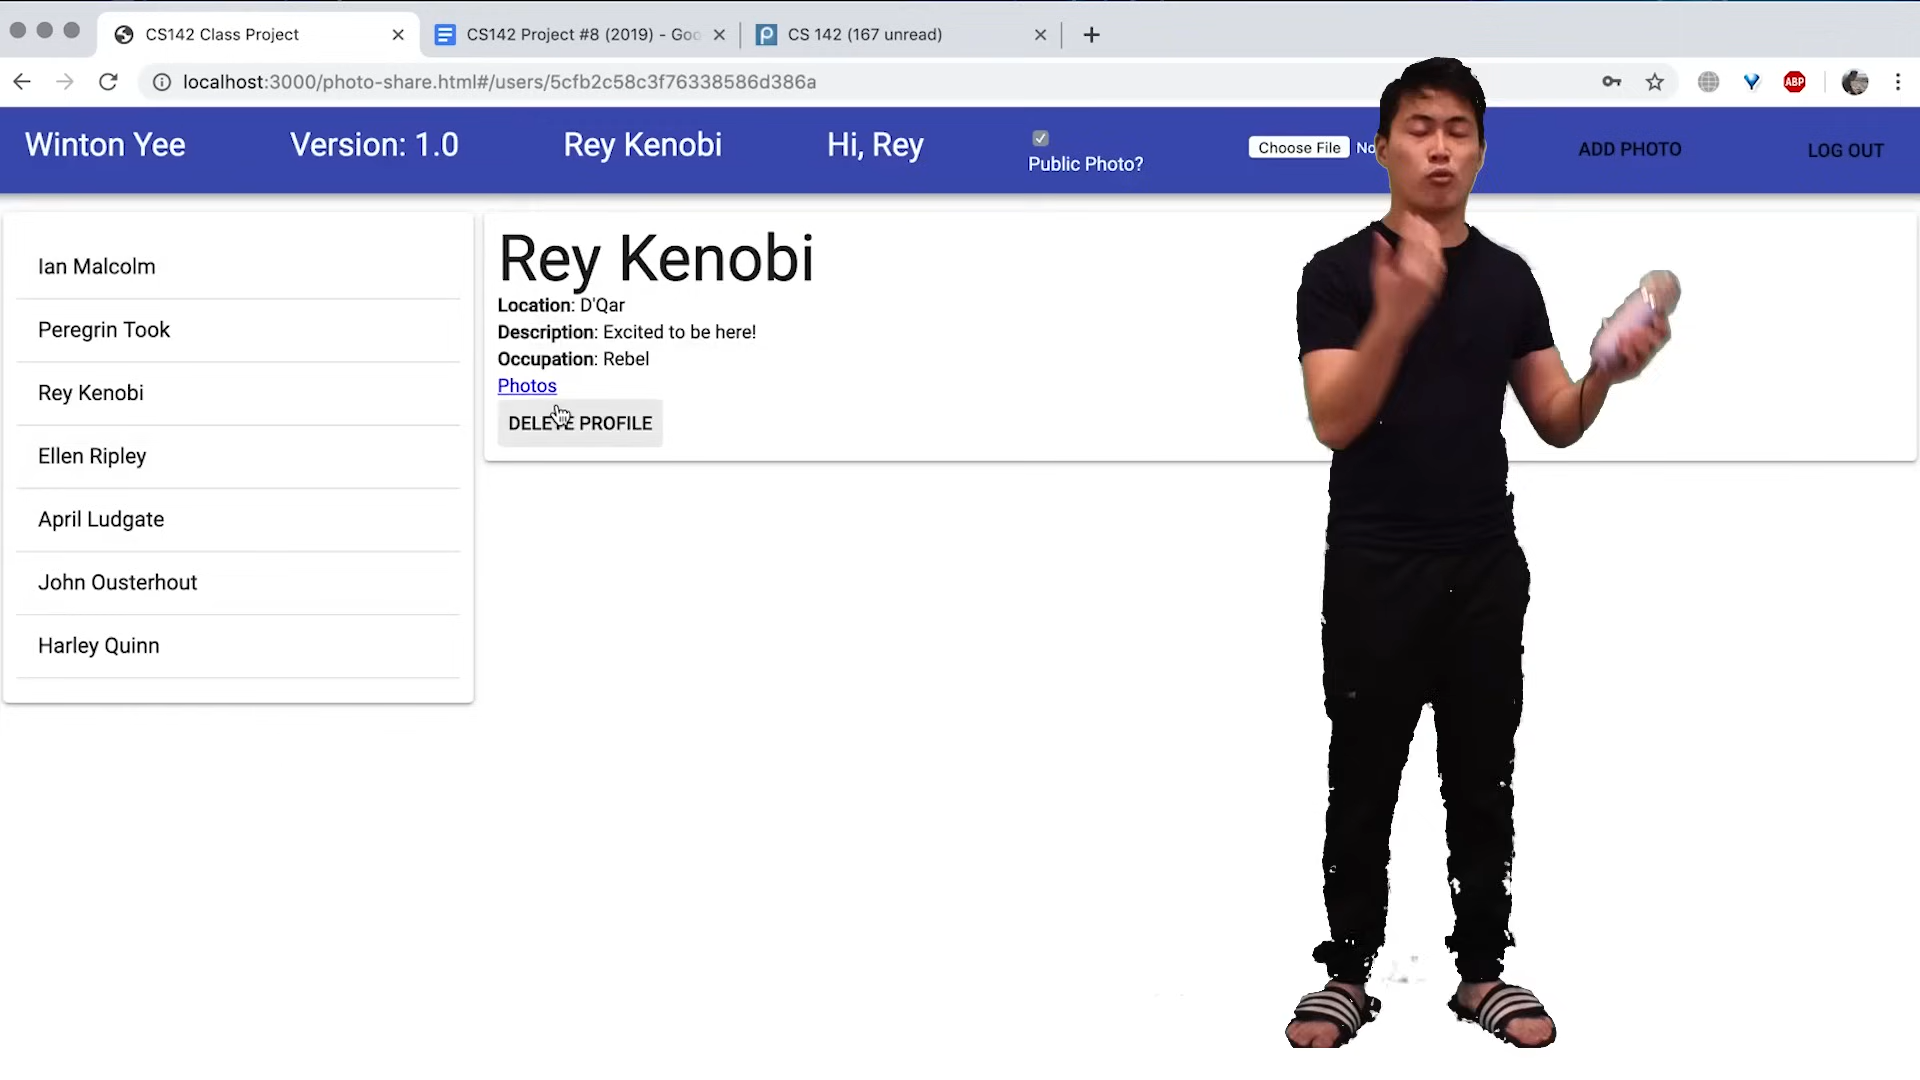 CS142 Class Project
CS142 Project #8 (2019) - Goo
CS 142 (167 unread)
localhost:3000/photo-share.html#/users/5cfb2c58c3f76338586d386a
ABP
Winton Yee
Version: 1.0
Rey Kenobi
Hi, Rey
Public Photo?
Choose File No
ADD PHOTO
LOG OUT
Ian Malcolm
Peregrin Took
Rey Kenobi
Ellen Ripley
April Ludgate
John Ousterhout
Harley Quinn
Rey Kenobi
Location: D'Qar
Description: Excited to be here!
Occupation: Rebel
Photos
DELETE PROFILE